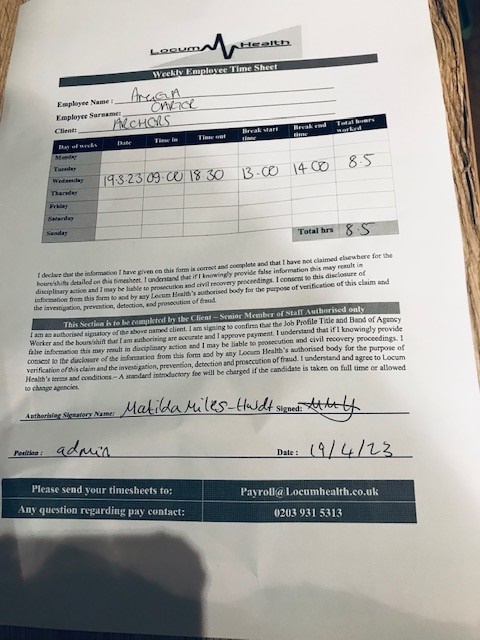 Locum Health
Weekly Employee Time Sheet
Employee Name :
Employee Surname: CARTER
Client: ARCHERS
Day of weeks Date Time in Time out Break start time Break end time Total hours worked
Monday
Tuesday
Wednesday 19.3.23 09.00 18 30 13.00 14 00 8.5
Thursday
Friday
Saturday
Sunday
Total hrs 8.5
I declare that the information I have given on this form is correct and complete and that I have not claimed elsewhere for the
hours/shifts detailed on this timesheet. I understand that if I knowingly provide false information this may result in
disciplinary action and I may be liable to prosecution and civil recovery proceedings. I consent to this disclosure of
information from this form to and by any Locum Health's authorised body for the purpose of verification of this claim and
the investigation, prevention, detection, and prosecution of fraud.
This Section is to be completed by the Client – Senior Member of Staff Authorised only
I am an authorised signatory of the above named client. I am signing to confirm that the Job Profile Title and Band of Agency
Worker and the hours/shift that I am authorizing are accurate and I approve payment. I understand that if I knowingly provide
false information this may result in disciplinary action and I may be liable to prosecution and civil recovery proceedings. I
consent to the disclosure of the information from this form and by any Locum Health's authorised body for the purpose of
verification of this claim and the investigation, prevention, detection and prosecution of fraud. I understand and agree to Locum
Health's terms and conditions – A standard introductory fee will be charged if the candidate is taken on full time or allowed
to change agencies.
Authorising Signatory Name: Matilda Miles-Hardt Signed:
Position : admin Date : 19/4/23
Please send your timesheets to: Payroll@Locumhealth.co.uk
Any question regarding pay contact: 0203 931 5313